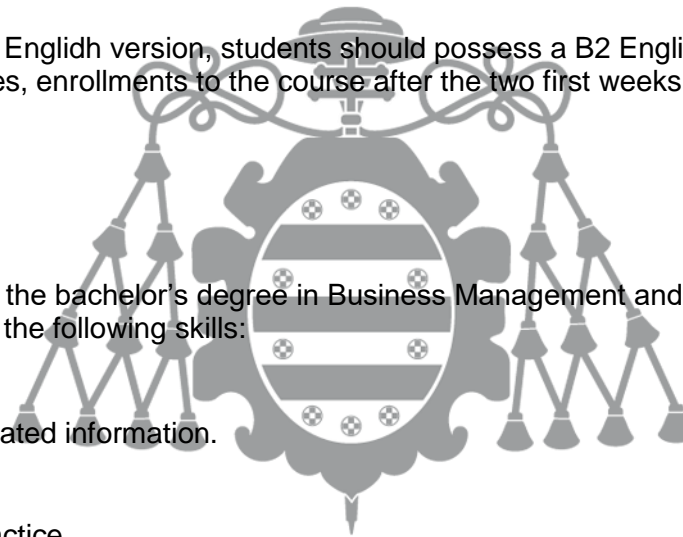 Englidh version, students should possess a B2 Engli
es, enrollments to the course after the two first weeks
the bachelor’s degree in Business Management and
the following skills:
ated information.
actice